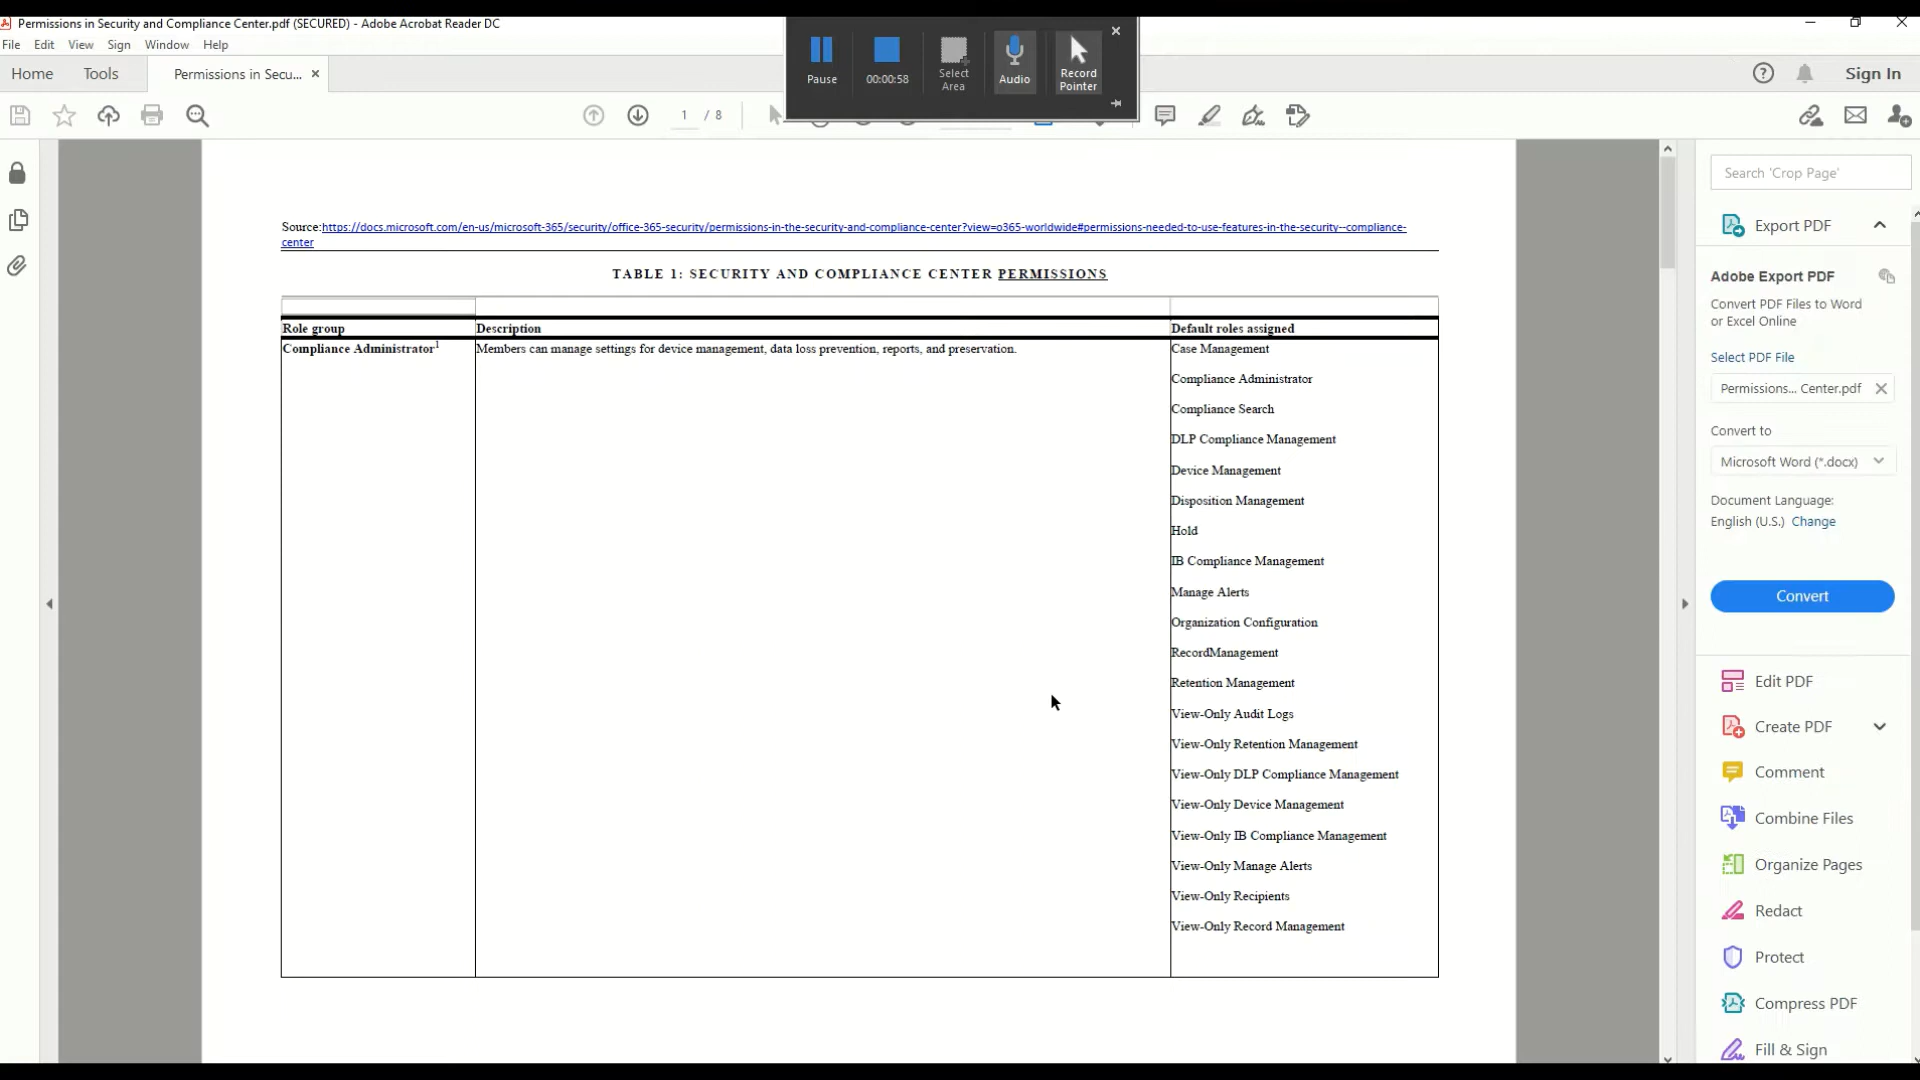 Permissions in Security and Compliance Center.pdf (SECURED) - Adobe Acrobat Reader DC
File Edit View Sign Window Help
Pause
00:00:58
Select Area
Audio
Record Pointer
Home Tools Permissions in Secu... Sign In
1 / 8
Source:https://docs.microsoft.com/en-us/microsoft-365/security/office-365-security/permissions-in-the-security-and-compliance-center?view=o365-worldwide#permissions-needed-to-use-features-in-the-security--compliance-
center
TABLE 1: SECURITY AND COMPLIANCE CENTER PERMISSIONS
Role group Description Default roles assigned
Compliance Administrator1 Members can manage settings for device management, data loss prevention, reports, and preservation. Case Management
Compliance Administrator
Compliance Search
DLP Compliance Management
Device Management
Disposition Management
Hold
IB Compliance Management
Manage Alerts
Organization Configuration
RecordManagement
Retention Management
View-Only Audit Logs
View-Only Retention Management
View-Only DLP Compliance Management
View-Only Device Management
View-Only IB Compliance Management
View-Only Manage Alerts
View-Only Recipients
View-Only Record Management
Search 'Crop Page'
Export PDF
Adobe Export PDF
Convert PDF Files to Word
or Excel Online
Select PDF File
Permissions... Center.pdf
Convert to
Microsoft Word (*.docx)
Document Language:
English (U.S.) Change
Convert
Edit PDF
Create PDF
Comment
Combine Files
Organize Pages
Redact
Protect
Compress PDF
Fill & Sign